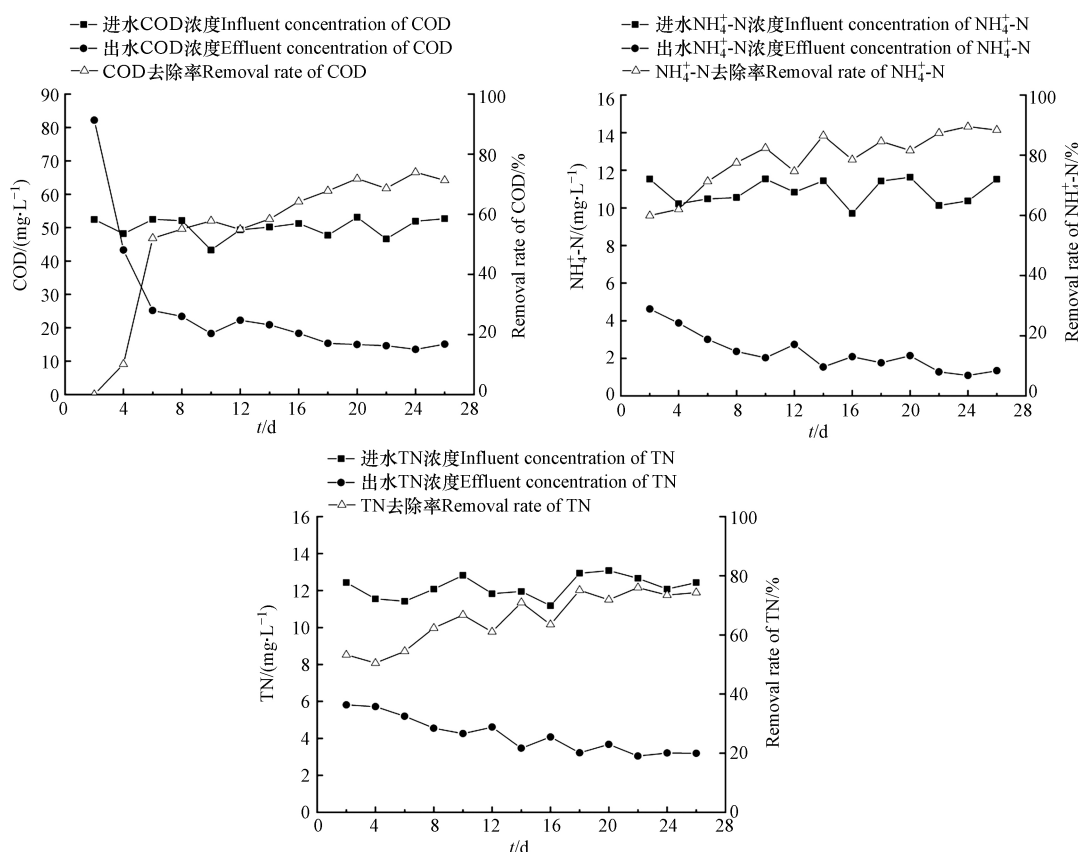 进水COD浓度Influent concentration of COD
出水COD浓度Effluent concentration of COD
COD去除率Removal rate of COD
90
80
70
60
50
40
30
20
10
0
COD/(mg·L⁻¹)
100
80
60
40
20
0
Removal rate of COD/%
0 4 8 12 16 20 24 28
t/d
进水NH₄⁺-N浓度Influent concentration of NH₄⁺-N
出水NH₄⁺-N浓度Effluent concentration of NH₄⁺-N
NH₄⁺-N去除率Removal rate of NH₄⁺-N
16
14
12
10
8
6
4
2
0
NH₄⁺-N/(mg·L⁻¹)
100
80
60
40
20
0
Removal rate of NH₄⁺-N/%
0 4 8 12 16 20 24 28
t/d
进水TN浓度Influent concentration of TN
出水TN浓度Effluent concentration of TN
TN去除率Removal rate of TN
16
14
12
10
8
6
4
2
0
TN/(mg·L⁻¹)
100
80
60
40
20
0
Removal rate of TN/%
0 4 8 12 16 20 24 28
t/d